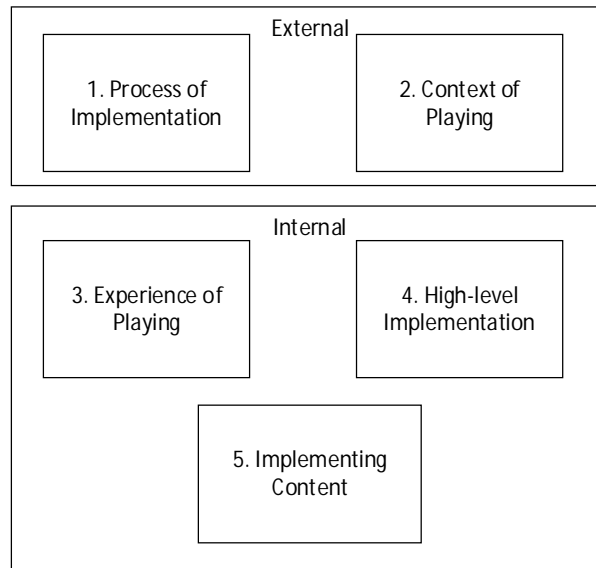 External
1. Process of
Implementation
2. Context of
Playing
Internal
3. Experience of
Playing
4. High-level
Implementation
5. Implementing
Content